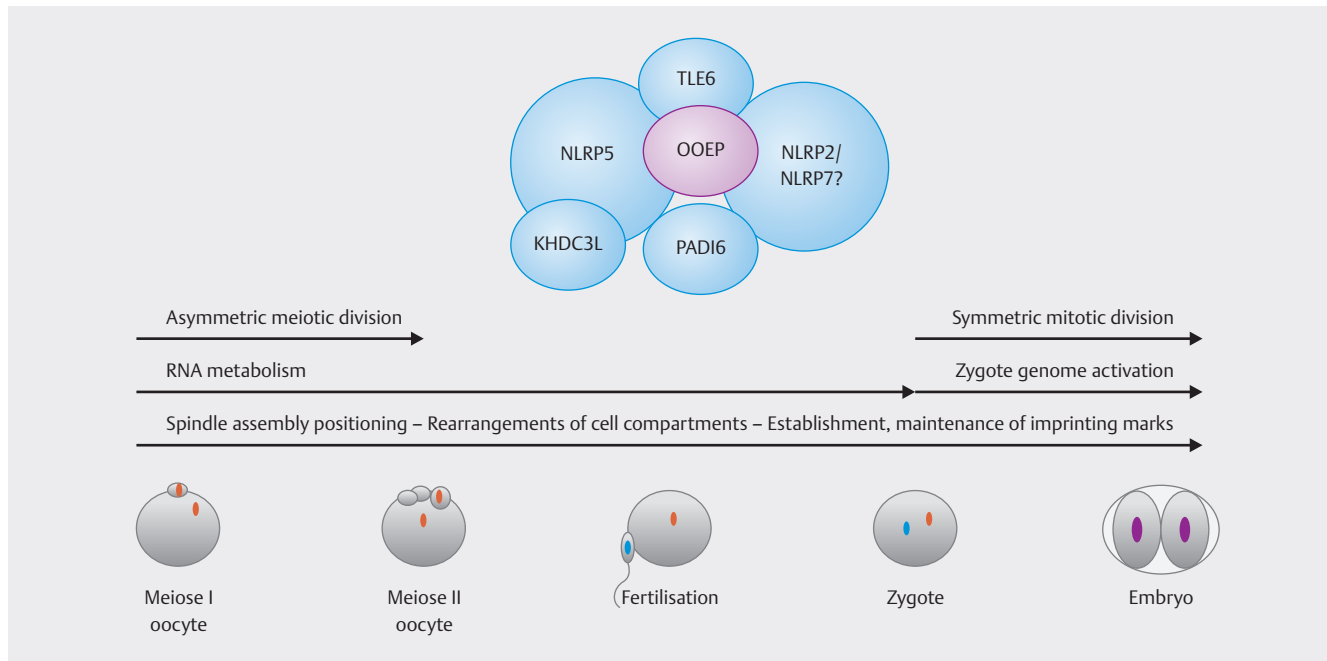 TLE6
NLRP5
OOEP
NLRP2/
NLRP7?
KHDC3L
PADI6
Asymmetric meiotic division
Symmetric mitotic division
RNA metabolism
Zygote genome activation
Spindle assembly positioning – Rearrangements of cell compartments – Establishment, maintenance of imprinting marks
Meiose I
oocyte
Meiose II
oocyte
Fertilisation
Zygote
Embryo